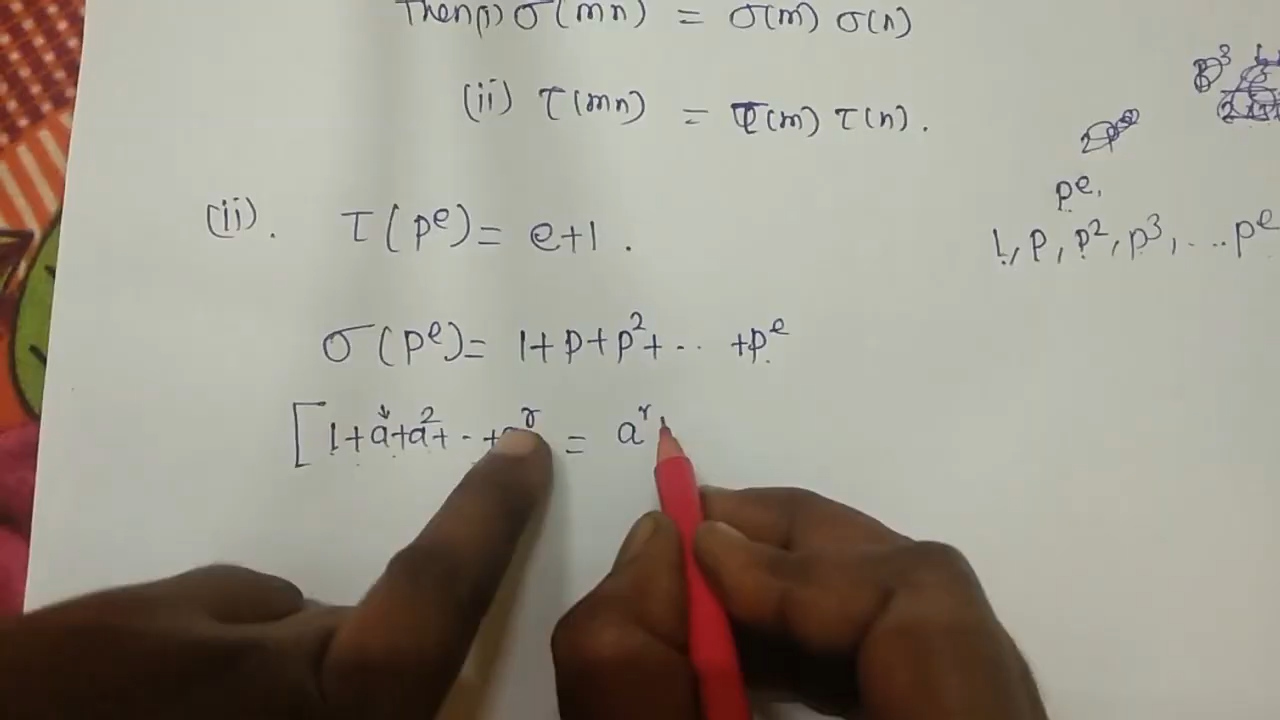 Then (i) σ(mn) = σ(m) σ(n)
(ii) τ(mn) = τ(m) τ(n).
p^e,
1, p, p^2, p^3, ... p^e
(ii). τ(p^e) = e+1.
σ(p^e) = 1+p+p^2+.. +p^e
[1+a+a^2+..+ ^r = a^r